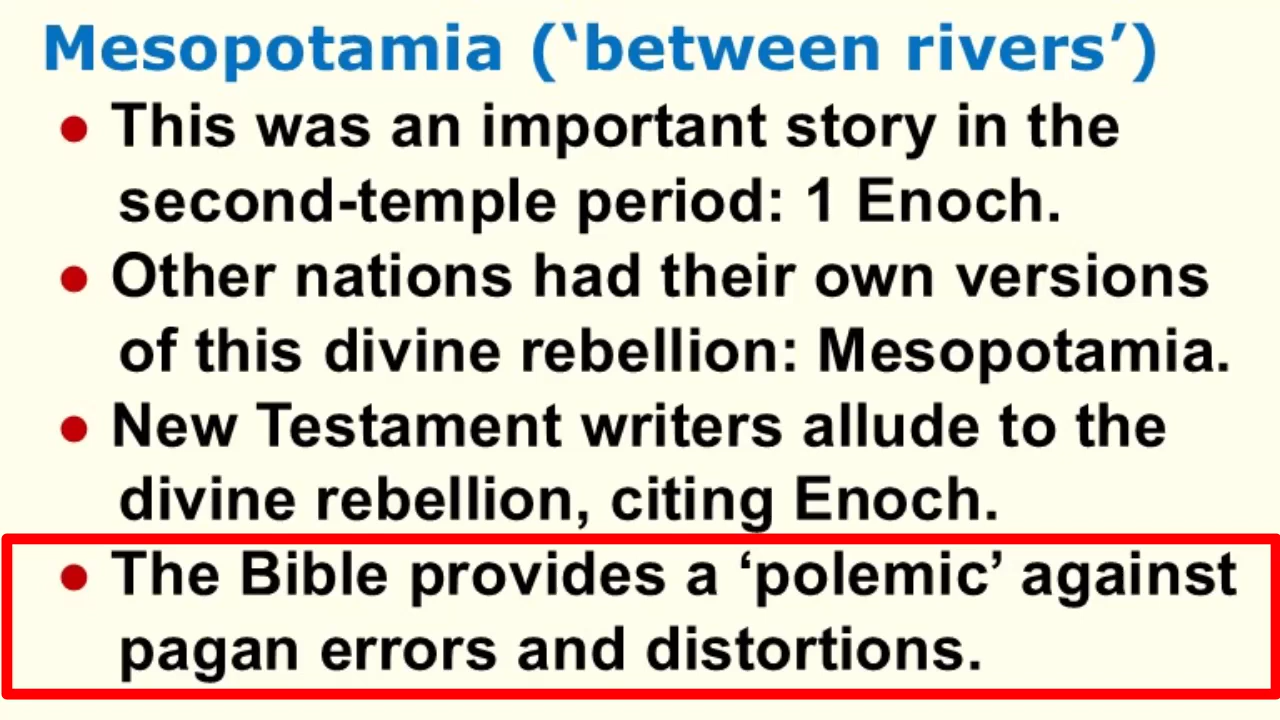 Mesopotamia (‘between rivers’)
● This was an important story in the
second-temple period: 1 Enoch.
● Other nations had their own versions
of this divine rebellion: Mesopotamia.
● New Testament writers allude to the
divine rebellion, citing Enoch.
● The Bible provides a ‘polemic’ against
pagan errors and distortions.